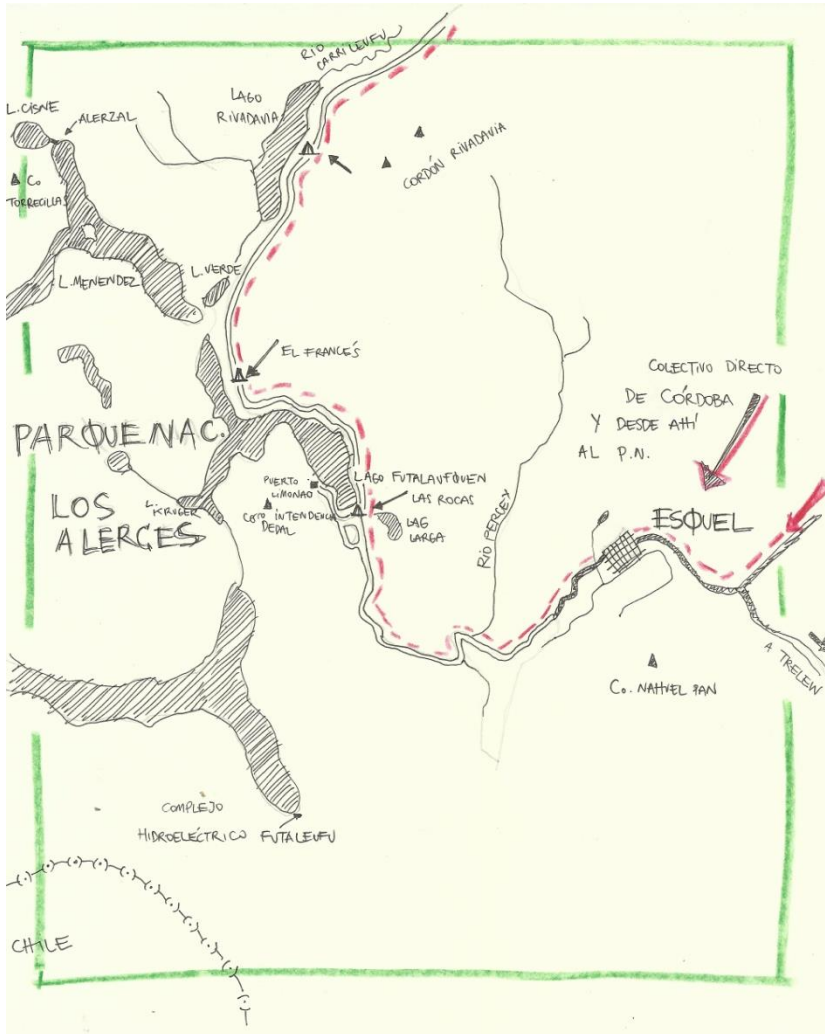 RIO
CARRILEUFU
LAGO
RIVADAVIA
L. CISNE
ALERZAL
CORDÓN RIVADAVIA
Co
TORRECILLAS
L. VERDE
L. MENENDEZ
EL FRANCÉS
COLECTIVO DIRECTO
DE CÓRDOBA
Y DESDE AHÍ
AL P.N.
PARQUE NAC.
LOS
ALERCES
L. KRUGER
PUERTO
LIMONAO
INTENDENCIA
DEDAL
LAGO FUTALAUFQUEN
LAS ROCAS
LAG
LARGA
RIO PERCEY
ESQUEL
A TRELEW
Co. NAHUEL PAN
COMPLEJO
HIDROELÉCTRICO FUTALEUFU
CHILE